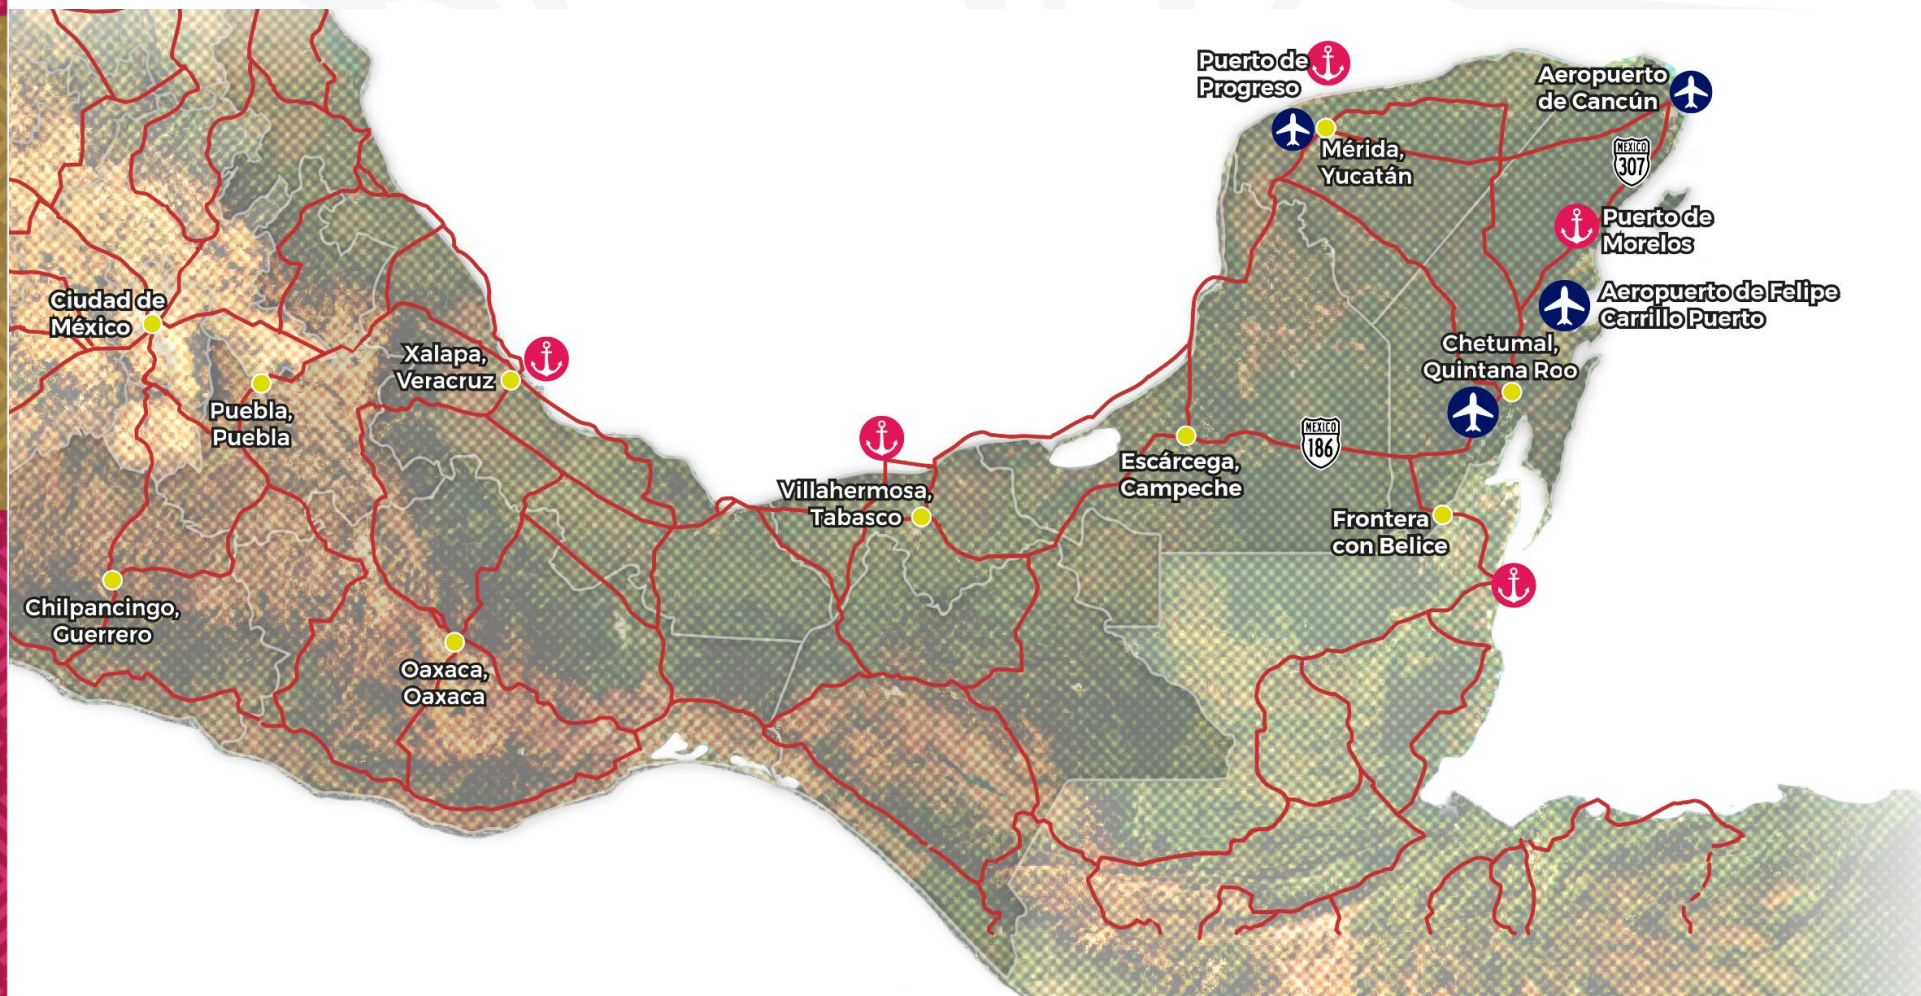 Puerto de
Progreso
Aeropuerto
de Cancún
Mérida,
Yucatán
MEXICO
307
Puerto de
Morelos
Aeropuerto de Felipe
Carrillo Puerto
Ciudad de
México
Xalapa,
Veracruz
Chetumal,
Quintana Roo
Puebla,
Puebla
MEXICO
186
Escárcega,
Campeche
Villahermosa,
Tabasco
Frontera
con Belice
Chilpancingo,
Guerrero
Oaxaca,
Oaxaca